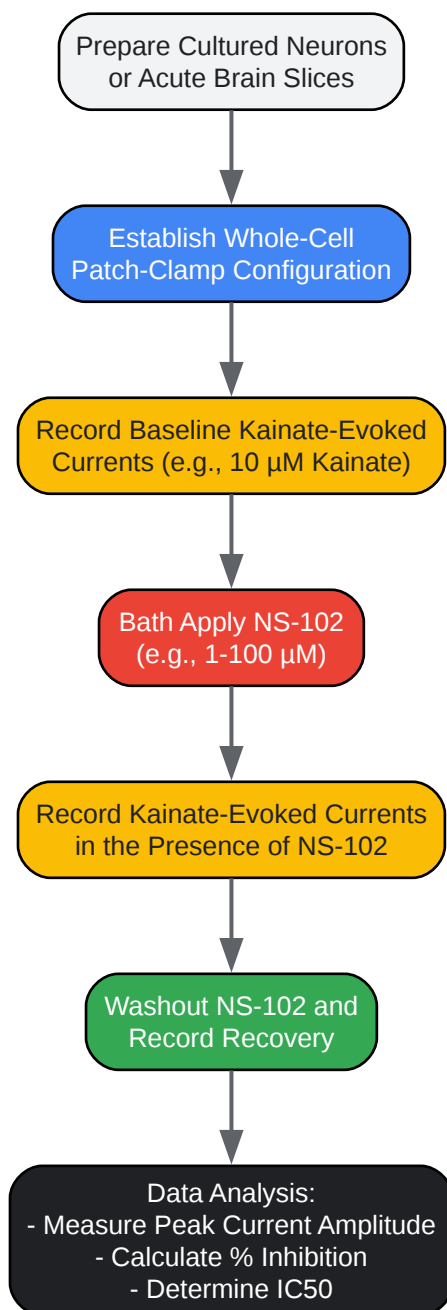 Prepare Cultured Neurons
or Acute Brain Slices
Establish Whole-Cell
Patch-Clamp Configuration
Record Baseline Kainate-Evoked
Currents (e.g., 10 µM Kainate)
Bath Apply NS-102
(e.g., 1-100 µM)
Record Kainate-Evoked Currents
in the Presence of NS-102
Washout NS-102 and
Record Recovery
Data Analysis:
- Measure Peak Current Amplitude
- Calculate % Inhibition
- Determine IC50